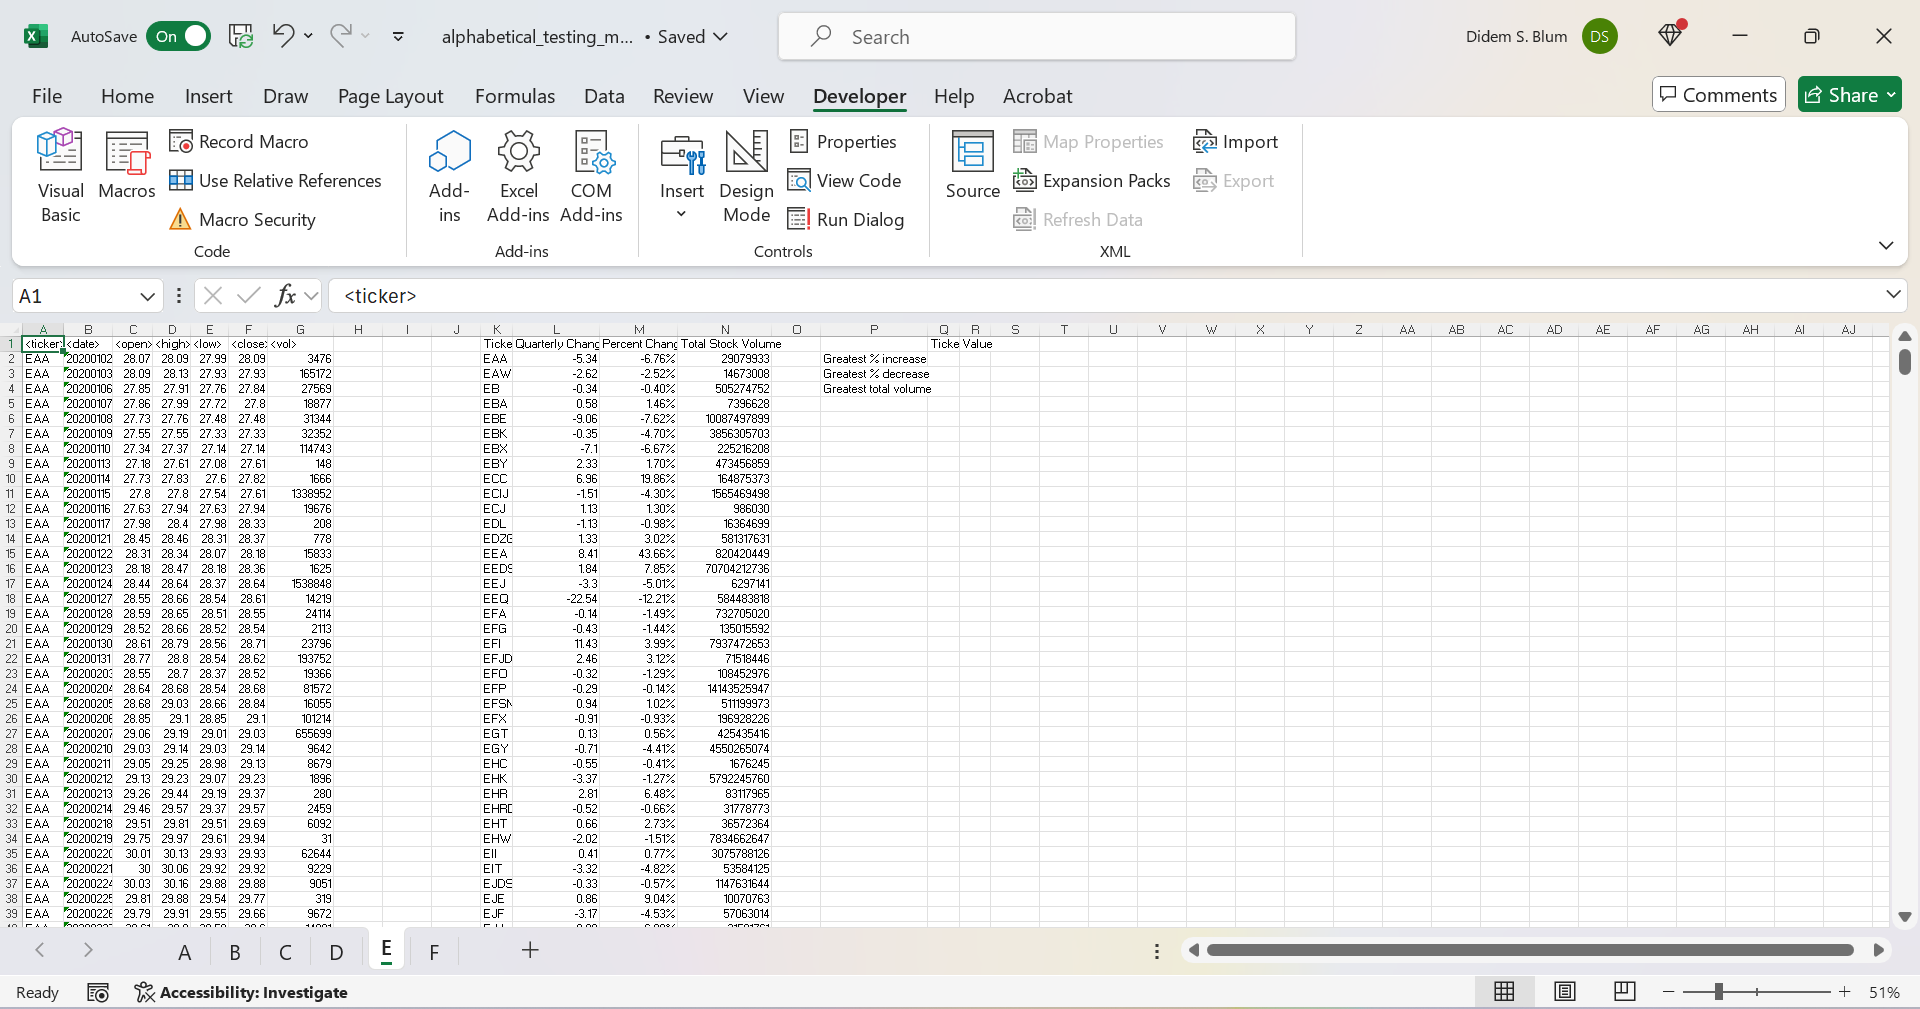 AutoSave On alphabetical_testing_m... • Saved Search Didem S. Blum DS
File Home Insert Draw Page Layout Formulas Data Review View Developer Help Acrobat Comments Share
Visual Basic Macros Record Macro Use Relative References Macro Security Code
Add-ins Excel Add-ins COM Add-ins Add-ins
Insert Design Mode Properties View Code Run Dialog Controls
Source Map Properties Expansion Packs Refresh Data Import Export XML
A1 fx <ticker>
A B C D E F G H I J K L M N O P Q R S T U V W X Y Z AA AB AC AD AE AF AG AH AI AJ
1 <ticker> <date> <open> <high> <low> <close> <vol> Ticke Quarterly Chang Percent Chang Total Stock Volume Ticke Value
2 EAA 20200102 28.07 28.09 27.99 28.09 3476 EAA -5.34 -6.76% 29079933 Greatest % increase
3 EAA 20200103 28.09 28.13 27.93 27.93 165172 EAW -2.62 -2.52% 14673008 Greatest % decrease
4 EAA 20200106 27.85 27.91 27.76 27.84 27569 EB -0.34 -0.40% 505274752 Greatest total volume
5 EAA 20200107 27.86 27.99 27.72 27.8 18877 EBA 0.58 1.46% 7396628
6 EAA 20200108 27.73 27.76 27.48 27.48 31344 EBE -9.06 -7.62% 10087497899
7 EAA 20200109 27.55 27.55 27.33 27.33 32352 EBK -0.35 -4.70% 3856305703
8 EAA 20200110 27.34 27.37 27.14 27.14 114743 EBX -7.1 -6.67% 225216208
9 EAA 20200113 27.18 27.61 27.08 27.61 148 EBY 2.33 1.70% 473456859
10 EAA 20200114 27.73 27.83 27.6 27.82 1666 ECC 6.96 19.86% 164875373
11 EAA 20200115 27.8 27.8 27.54 27.61 1338952 ECIJ -1.51 -4.30% 1565469498
12 EAA 20200116 27.63 27.94 27.63 27.94 19676 ECJ 1.13 1.30% 986030
13 EAA 20200117 27.98 28.4 27.98 28.33 208 EDL -1.13 -0.98% 16364699
14 EAA 20200121 28.45 28.46 28.31 28.37 778 EDZG 1.33 3.02% 581317631
15 EAA 20200122 28.31 28.34 28.07 28.18 15833 EEA 8.41 43.66% 820420449
16 EAA 20200123 28.18 28.47 28.18 28.36 1625 EEDS 1.84 7.85% 70704212736
17 EAA 20200124 28.44 28.64 28.37 28.64 1538848 EEJ -3.3 -5.01% 6297141
18 EAA 20200127 28.55 28.66 28.54 28.61 14219 EEQ -22.54 -12.21% 584483818
19 EAA 20200128 28.59 28.65 28.51 28.55 24114 EFA -0.14 -1.49% 732705020
20 EAA 20200129 28.52 28.66 28.52 28.54 2113 EFG -0.43 -1.44% 135015592
21 EAA 20200130 28.61 28.79 28.56 28.71 23796 EFI 11.43 3.99% 7937472653
22 EAA 20200131 28.77 28.8 28.54 28.62 193752 EFJD 2.46 3.12% 71518446
23 EAA 20200203 28.55 28.7 28.37 28.52 19366 EFO -0.32 -1.29% 108452976
24 EAA 20200204 28.64 28.68 28.54 28.68 81572 EFP -0.29 -0.14% 14143525947
25 EAA 20200205 28.68 29.03 28.66 28.84 16055 EFSN 0.94 1.02% 511199973
26 EAA 20200206 28.85 29.1 28.85 29.1 101214 EFX -0.91 -0.93% 196928226
27 EAA 20200207 29.06 29.19 29.01 29.03 655699 EGT 0.13 0.56% 425435416
28 EAA 20200210 29.03 29.14 29.03 29.14 9642 EGY -0.71 -4.41% 4550265074
29 EAA 20200211 29.05 29.25 28.98 29.13 8679 EHC -0.55 -0.41% 1676245
30 EAA 20200212 29.13 29.23 29.07 29.23 1896 EHK -3.37 -1.27% 5792245760
31 EAA 20200213 29.26 29.44 29.19 29.37 280 EHR 2.81 6.48% 83117965
32 EAA 20200214 29.46 29.57 29.37 29.57 2459 EHRD -0.52 -0.66% 31778773
33 EAA 20200218 29.51 29.81 29.51 29.69 6092 EHT 0.66 2.73% 36572364
34 EAA 20200219 29.75 29.97 29.61 29.94 31 EHW -2.02 -1.51% 7834662647
35 EAA 20200220 30.01 30.13 29.93 29.93 62644 EII 0.41 0.77% 3075788126
36 EAA 20200221 30 30.06 29.92 29.92 9229 EIT -3.32 -4.82% 53584125
37 EAA 20200224 30.03 30.16 29.88 29.88 9051 EJDS -0.33 -0.57% 1147631644
38 EAA 20200225 29.81 29.88 29.54 29.77 319 EJE 0.86 9.04% 10070763
39 EAA 20200226 29.79 29.91 29.55 29.66 9672 EJF -3.17 -4.53% 57063014
A B C D E F
Ready Accessibility: Investigate 51%